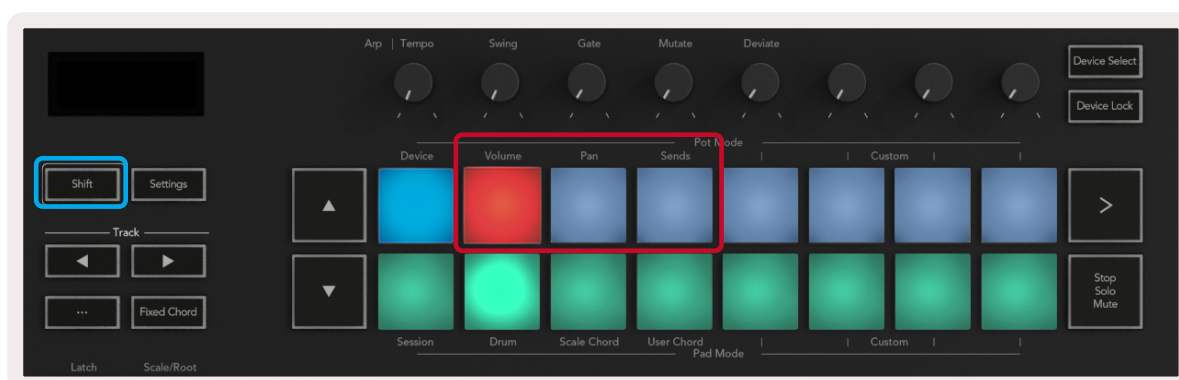 Arp | Tempo Swing Gate Mutate Deviate
Device Select
Device Lock
Pot Mode
Device Volume Pan Sends Custom
Shift Settings
Track
Stop
Solo
Mute
... Fixed Chord
Session Drum Scale Chord User Chord Custom
Pad Mode
Latch Scale/Root